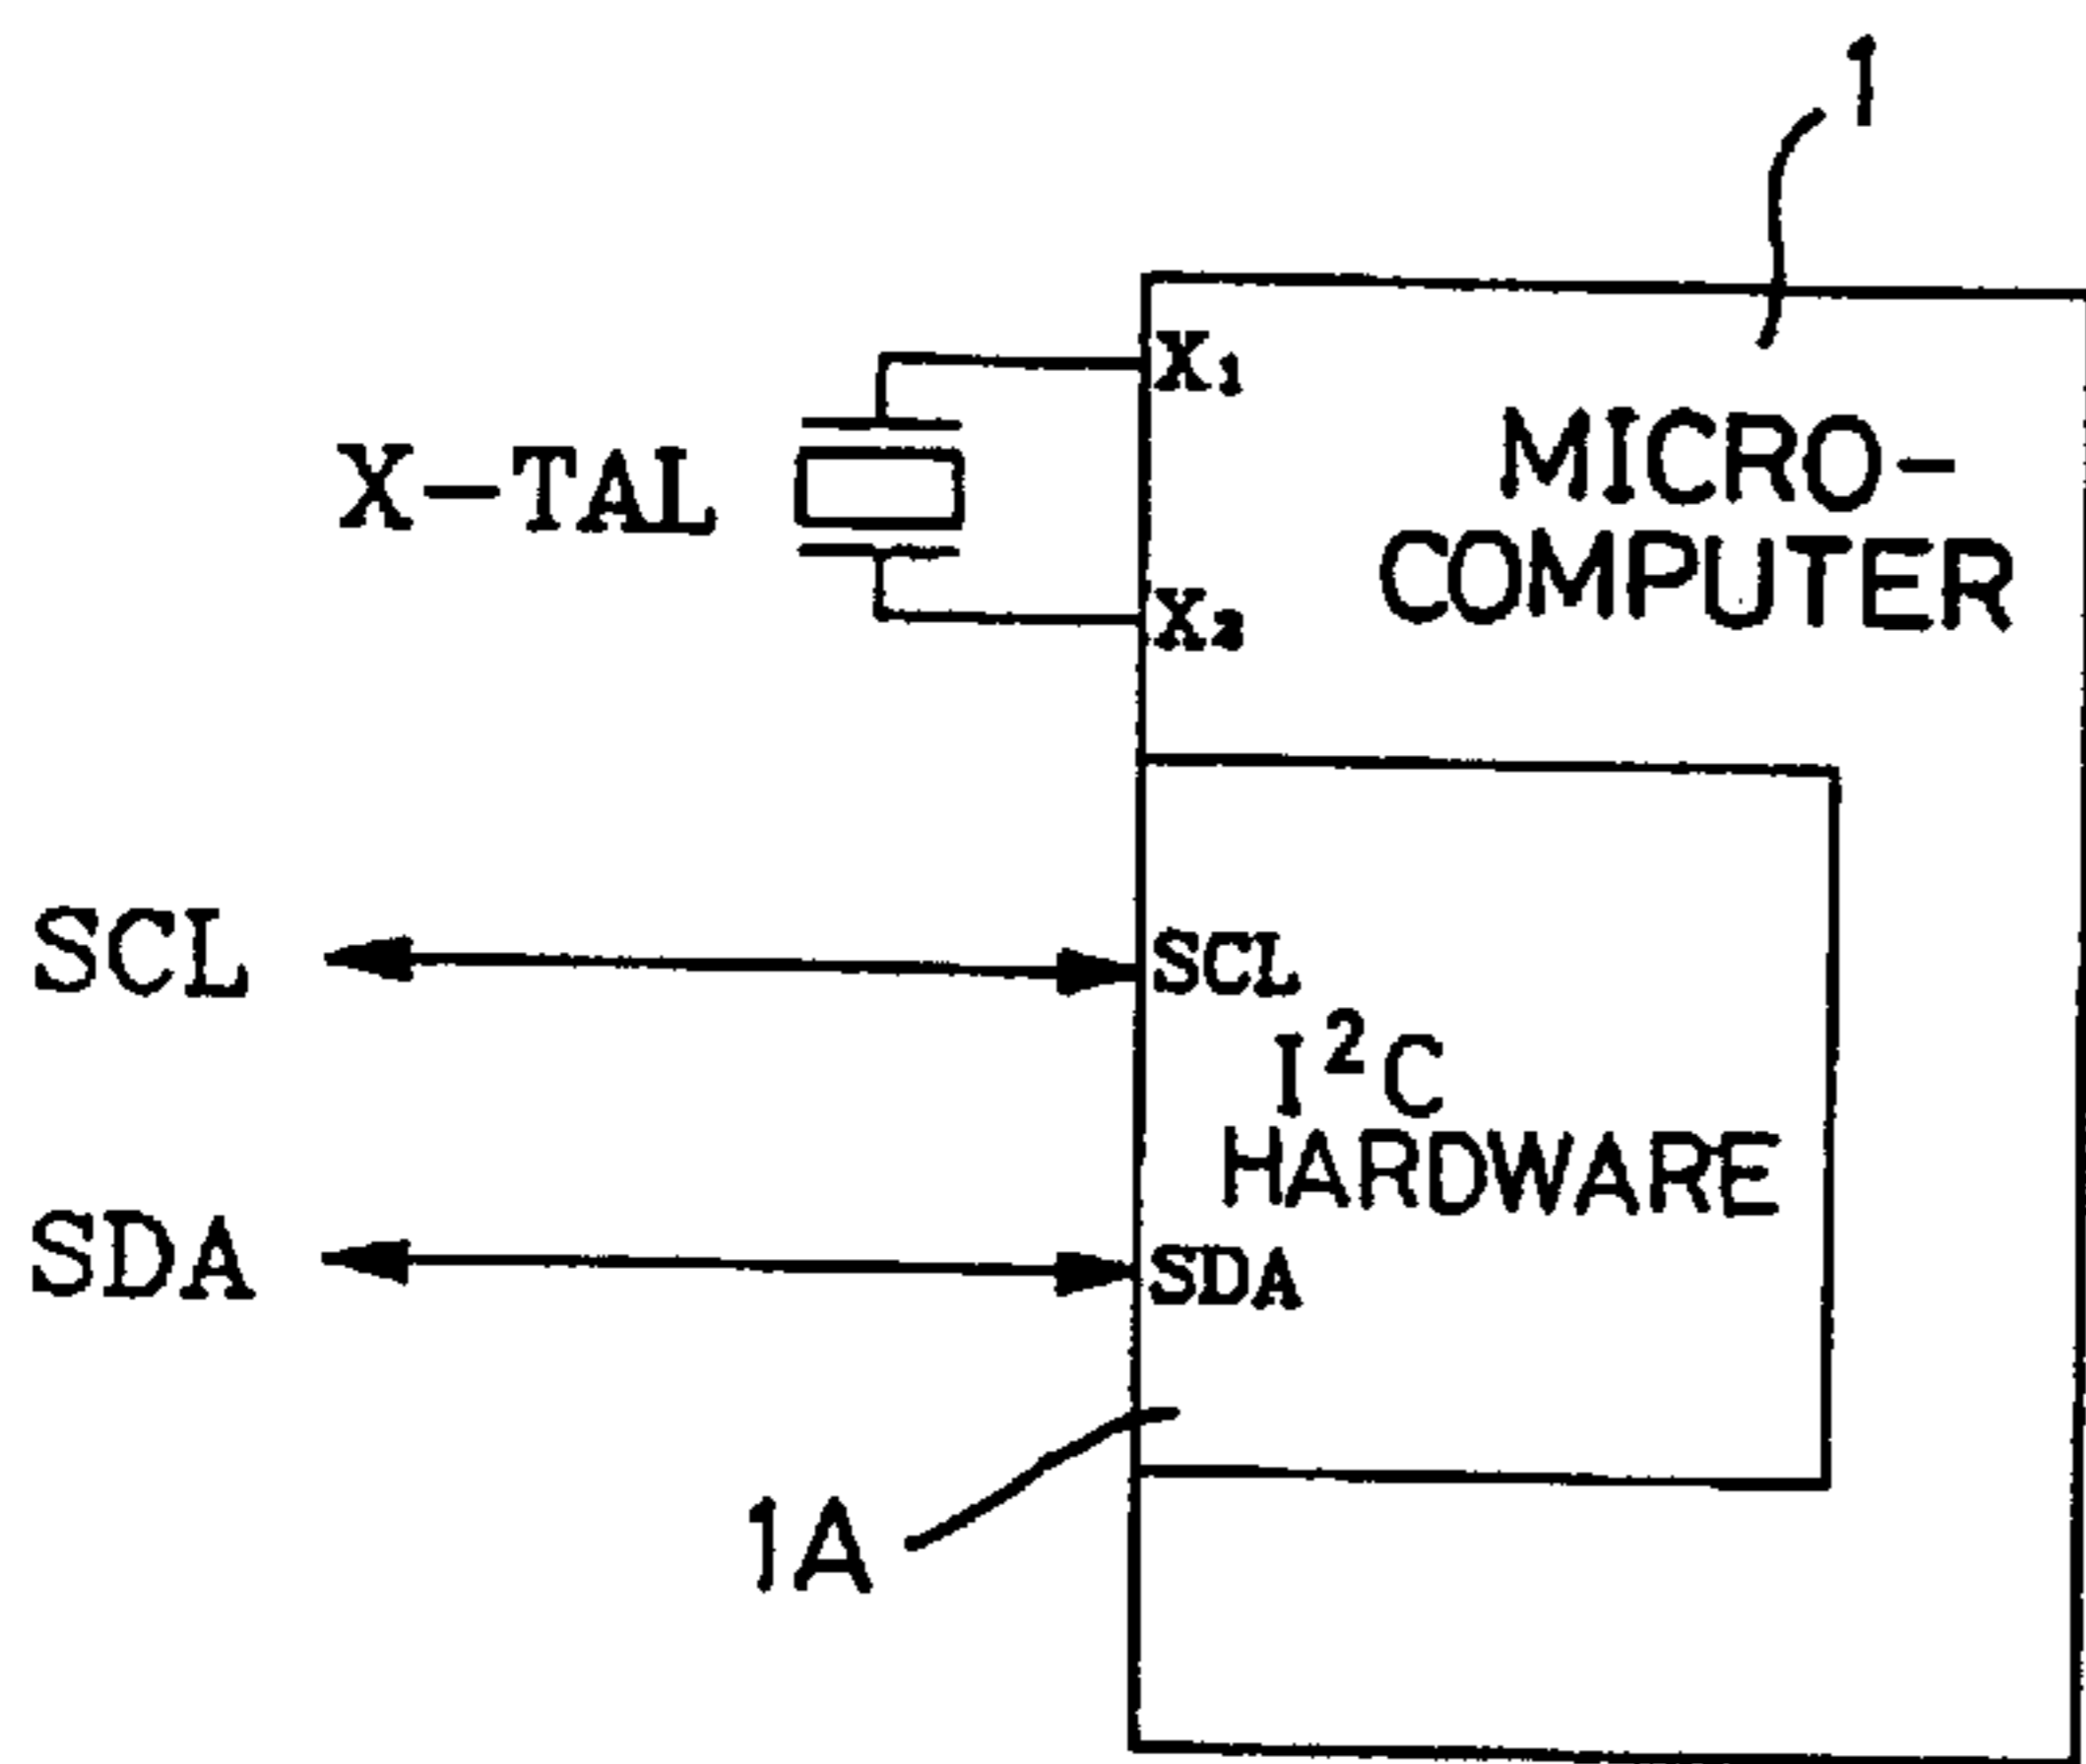 1
X₁
X-TAL
MICRO-
COMPUTER
X₂
SCL
SCL
I²C
HARDWARE
SDA
SDA
1A